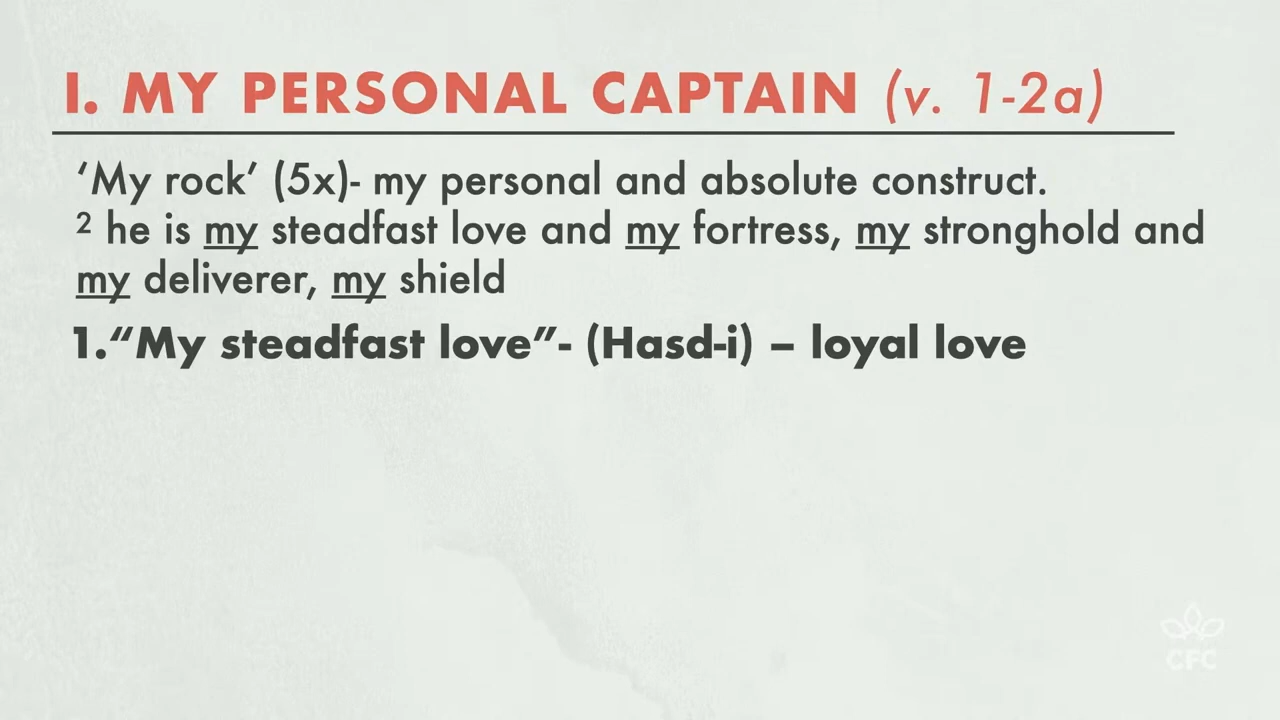 I. MY PERSONAL CAPTAIN (v. 1-2a)
‘My rock’ (5x)- my personal and absolute construct.
² he is my steadfast love and my fortress, my stronghold and
my deliverer, my shield
1.“My steadfast love”- (Hasd-i) – loyal love
CFC